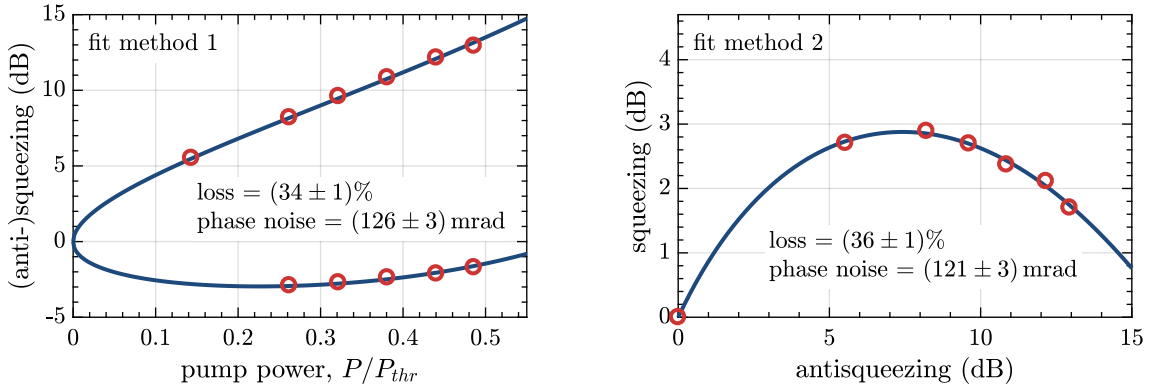 fit method 1
(anti-)squeezing (dB)
15
10
5
0
-5
loss = (34 ± 1)%
phase noise = (126 ± 3) mrad
0 0.1 0.2 0.3 0.4 0.5
pump power, P/Pthr
fit method 2
squeezing (dB)
4
3
2
1
0
loss = (36 ± 1)%
phase noise = (121 ± 3) mrad
0 5 10 15
antisqueezing (dB)